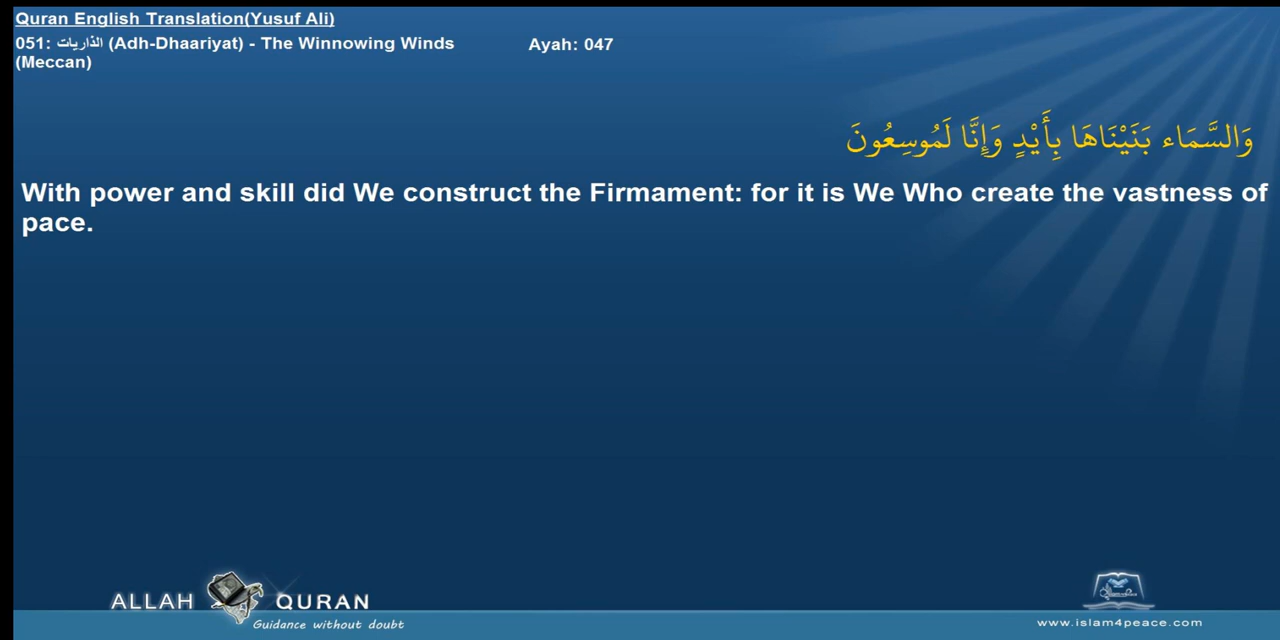 Quran English Translation(Yusuf Ali)
051: الذاريات (Adh-Dhaariyat) - The Winnowing Winds
(Meccan)
Ayah: 047
وَالسَّمَاء بَنَيْنَاهَا بِأَيْدٍ وَإِنَّا لَمُوسِعُونَ
With power and skill did We construct the Firmament: for it is We Who create the vastness of
pace.
ALLAH QURAN
Guidance without doubt
www.islam4peace.com